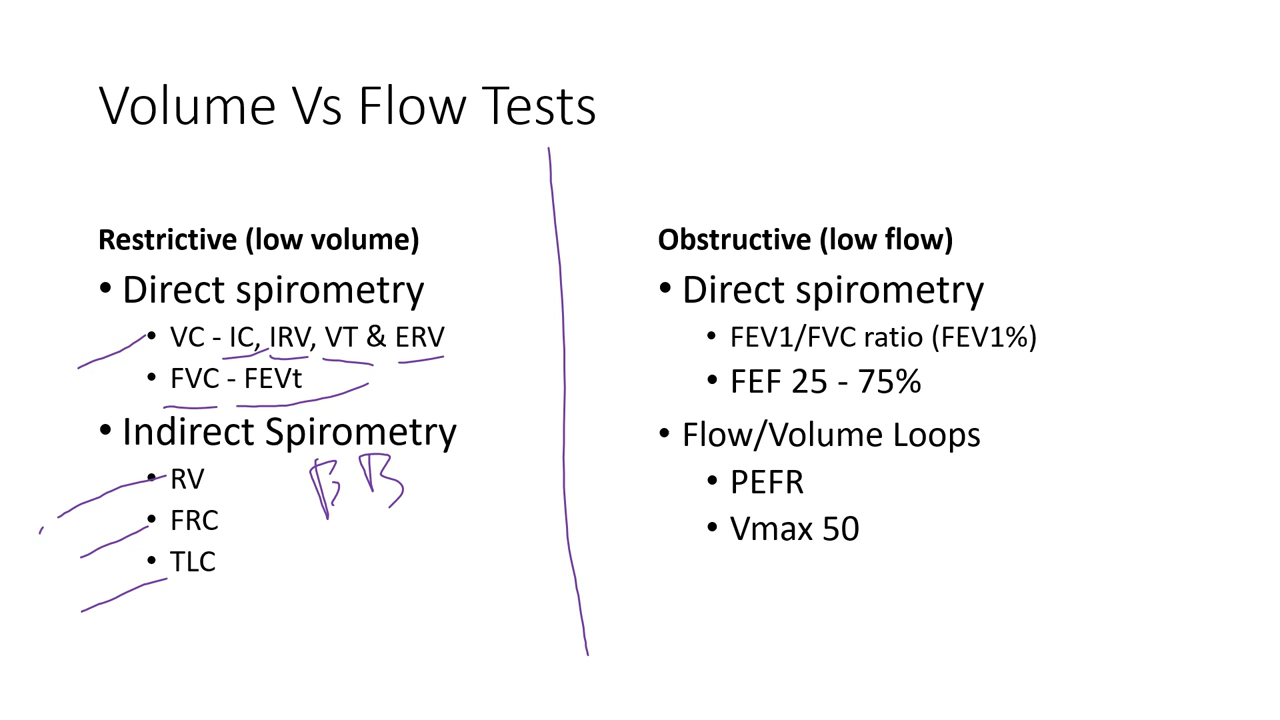 Volume Vs Flow Tests
Restrictive (low volume)
• Direct spirometry
• VC - IC, IRV, VT & ERV
• FVC - FEVt
• Indirect Spirometry
• RV
• FRC
• TLC
Obstructive (low flow)
• Direct spirometry
• FEV1/FVC ratio (FEV1%)
• FEF 25 - 75%
• Flow/Volume Loops
• PEFR
• Vmax 50